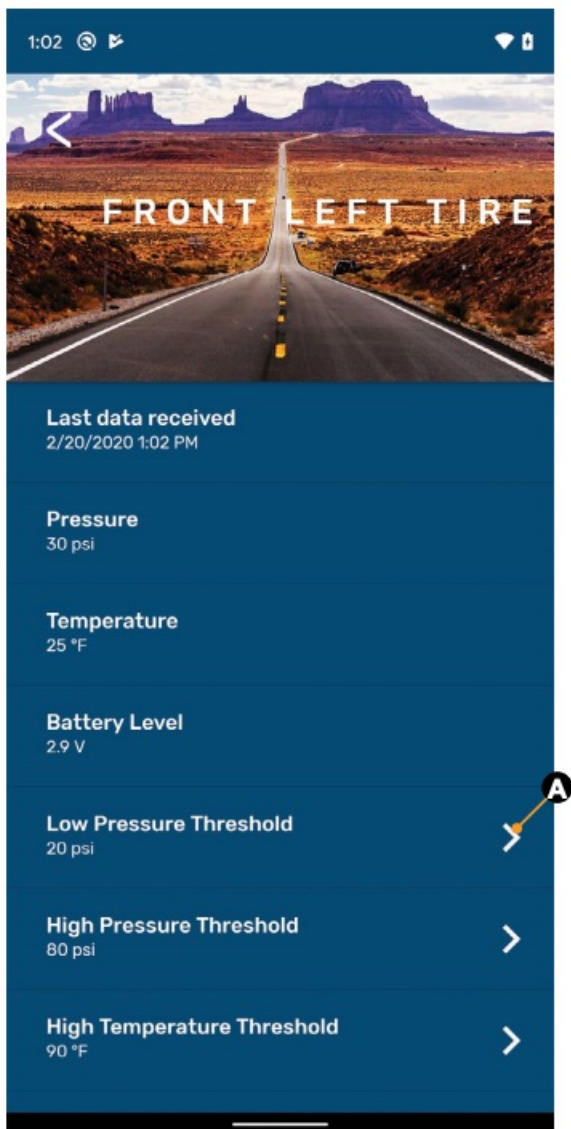 1:02
FRONT LEFT TIRE
Last data received
2/20/2020 1:02 PM
Pressure
30 psi
Temperature
25 °F
Battery Level
2.9 V
A
Low Pressure Threshold
20 psi
High Pressure Threshold
80 psi
High Temperature Threshold
90 °F